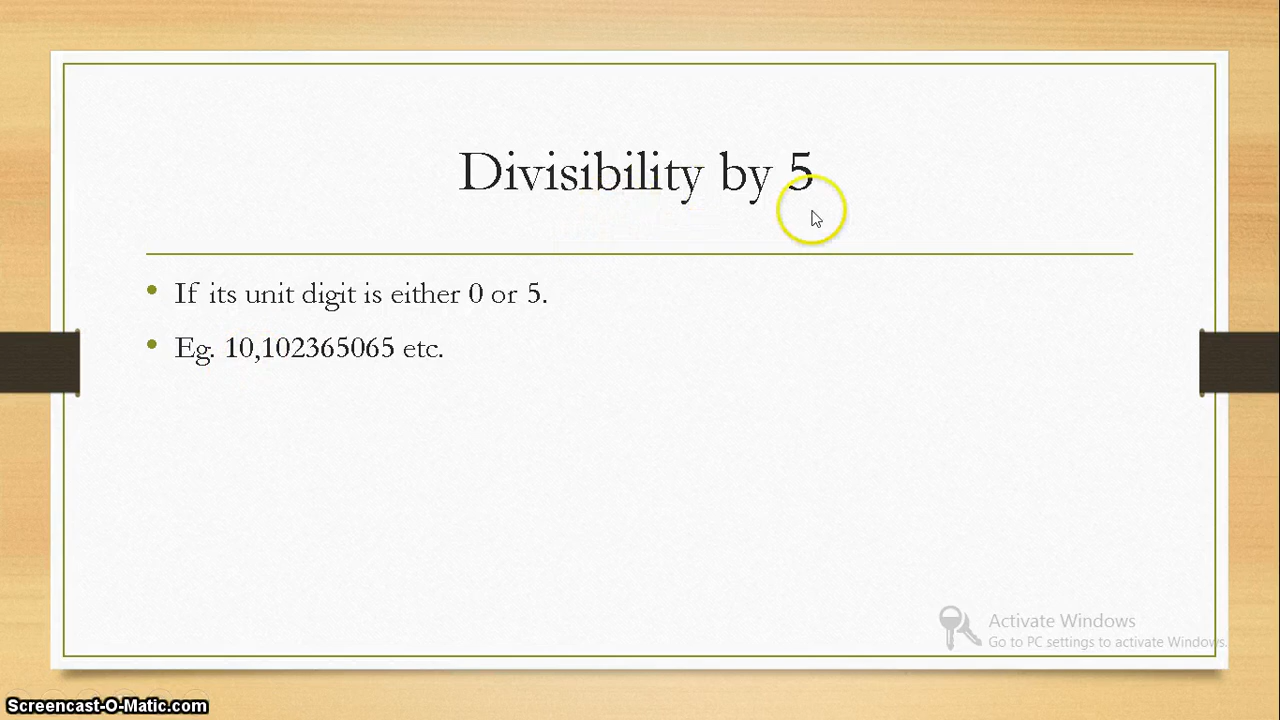 Divisibility by 5
• If its unit digit is either 0 or 5.
• Eg. 10,102365065 etc.
Activate Windows
Go to PC settings to activate Windows.
Screencast-O-Matic.com